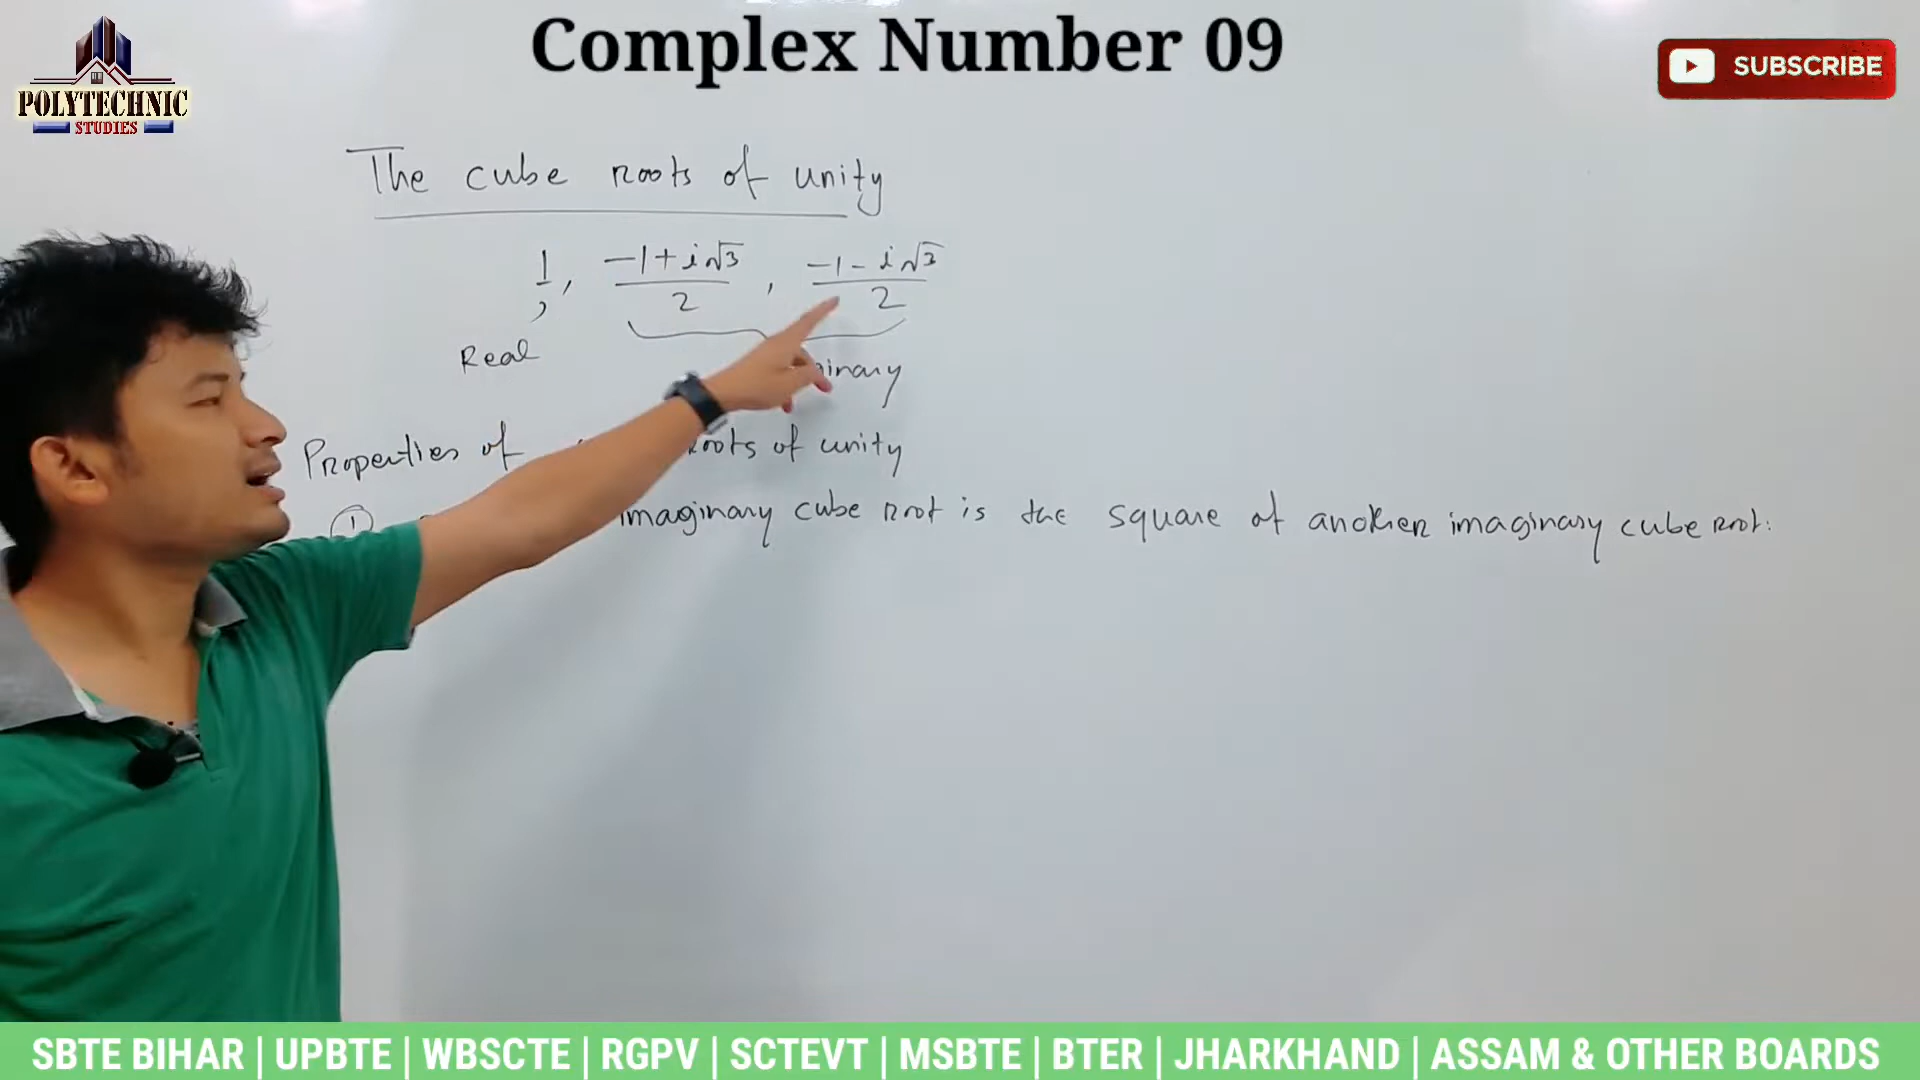 Complex Number 09
POLYTECHNIC
STUDIES
SUBSCRIBE
The cube roots of unity
1, (-1+i√3)/2, (-1-i√3)/2
Real
Properties of roots of unity
① imaginary cube root is the square of another imaginary cube root.
SBTE BIHAR | UPBTE | WBSCTE | RGPV | SCTEVT | MSBTE | BTER | JHARKHAND | ASSAM & OTHER BOARDS